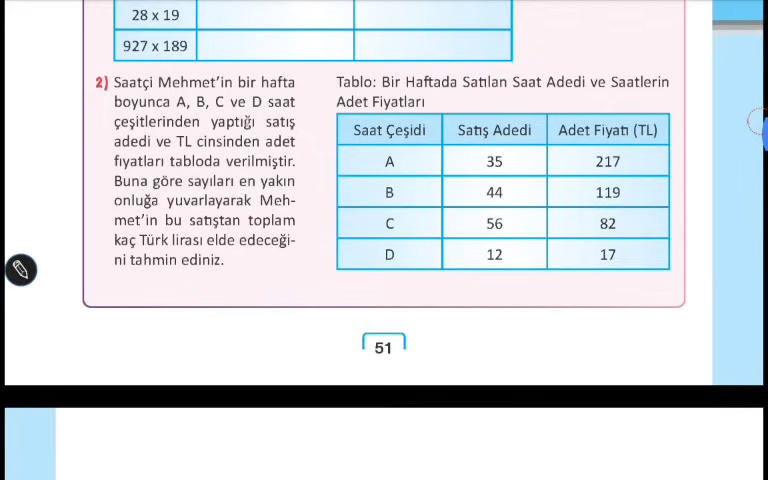 28 x 19
927 x 189
2) Saatçi Mehmet'in bir hafta
boyunca A, B, C ve D saat
çeşitlerinden yaptığı satış
adedi ve TL cinsinden adet
fiyatları tabloda verilmiştir.
Buna göre sayıları en yakın
onluğa yuvarlayarak Meh-
met'in bu satıştan toplam
kaç Türk lirası elde edeceği-
ni tahmin ediniz.
Tablo: Bir Haftada Satılan Saat Adedi ve Saatlerin
Adet Fiyatları
Saat Çeşidi Satış Adedi Adet Fiyatı (TL)
A 35 217
B 44 119
C 56 82
D 12 17
51